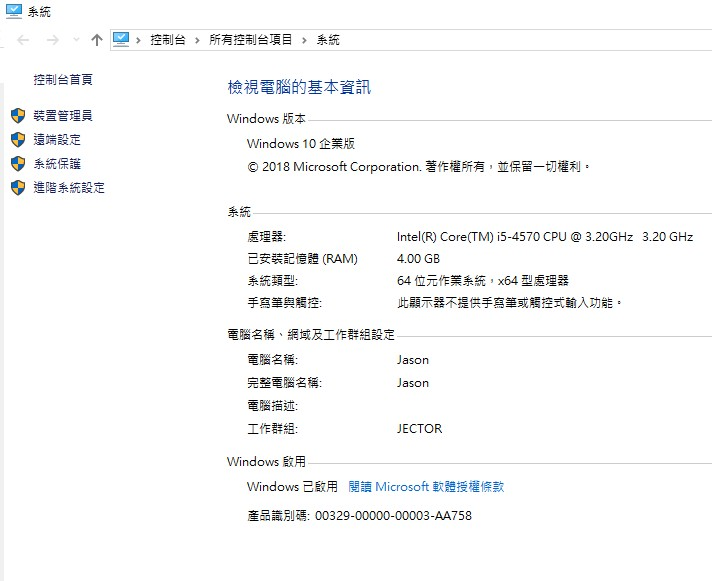 系統
控制台 › 所有控制台項目 › 系統
控制台首頁
裝置管理員
遠端設定
系統保護
進階系統設定
檢視電腦的基本資訊
Windows 版本
Windows 10 企業版
© 2018 Microsoft Corporation. 著作權所有，並保留一切權利。
系統
處理器: Intel(R) Core(TM) i5-4570 CPU @ 3.20GHz 3.20 GHz
已安裝記憶體 (RAM) 4.00 GB
系統類型: 64 位元作業系統，x64 型處理器
手寫筆與觸控: 此顯示器不提供手寫筆或觸控式輸入功能。
電腦名稱、網域及工作群組設定
電腦名稱: Jason
完整電腦名稱: Jason
電腦描述:
工作群組: JECTOR
Windows 啟用
Windows 已啟用 閱讀 Microsoft 軟體授權條款
產品識別碼: 00329-00000-00003-AA758